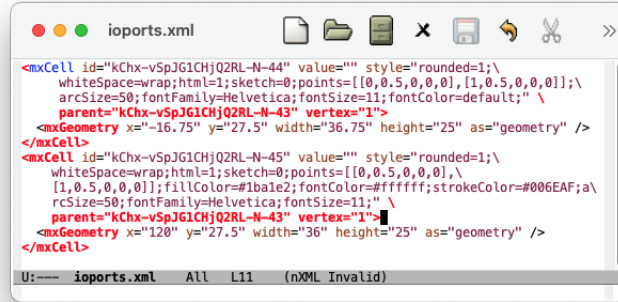 ioports.xml
<mxCell id="kChx-vSpJG1CHjQ2RL-N-44" value="" style="rounded=1;\
whiteSpace=wrap;html=1;sketch=0;points=[[0,0.5,0,0,0],[1,0.5,0,0,0]];\
arcSize=50;fontFamily=Helvetica;fontSize=11;fontColor=default;" \
parent="kChx-vSpJG1CHjQ2RL-N-43" vertex="1">
<mxGeometry x="-16.75" y="27.5" width="36.75" height="25" as="geometry" />
</mxCell>
<mxCell id="kChx-vSpJG1CHjQ2RL-N-45" value="" style="rounded=1;\
whiteSpace=wrap;html=1;sketch=0;points=[[0,0.5,0,0,0],\
[1,0.5,0,0,0]];fillColor=#1ba1e2;fontColor=#ffffff;strokeColor=#006EAF;a\
rcSize=50;fontFamily=Helvetica;fontSize=11;" \
parent="kChx-vSpJG1CHjQ2RL-N-43" vertex="1">
<mxGeometry x="120" y="27.5" width="36" height="25" as="geometry" />
</mxCell>
U:--- ioports.xml All L11 (nXML Invalid)